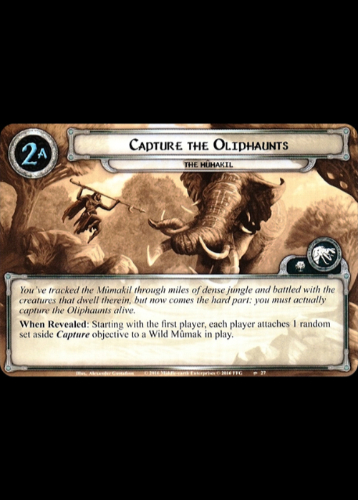 2A
CAPTURE THE OLIPHAUNTS
THE MÛMAKIL
You've tracked the Mûmakil through miles of dense jungle and battled with the
creatures that dwell therein, but now comes the hard part: you must actually
capture the Oliphaunts alive.
When Revealed: Starting with the first player, each player attaches 1 random
set aside Capture objective to a Wild Mûmak in play.
Illus. Alexandr Elichev